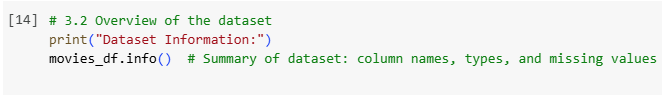 [14] # 3.2 Overview of the dataset
print("Dataset Information:")
movies_df.info()  # Summary of dataset: column names, types, and missing values